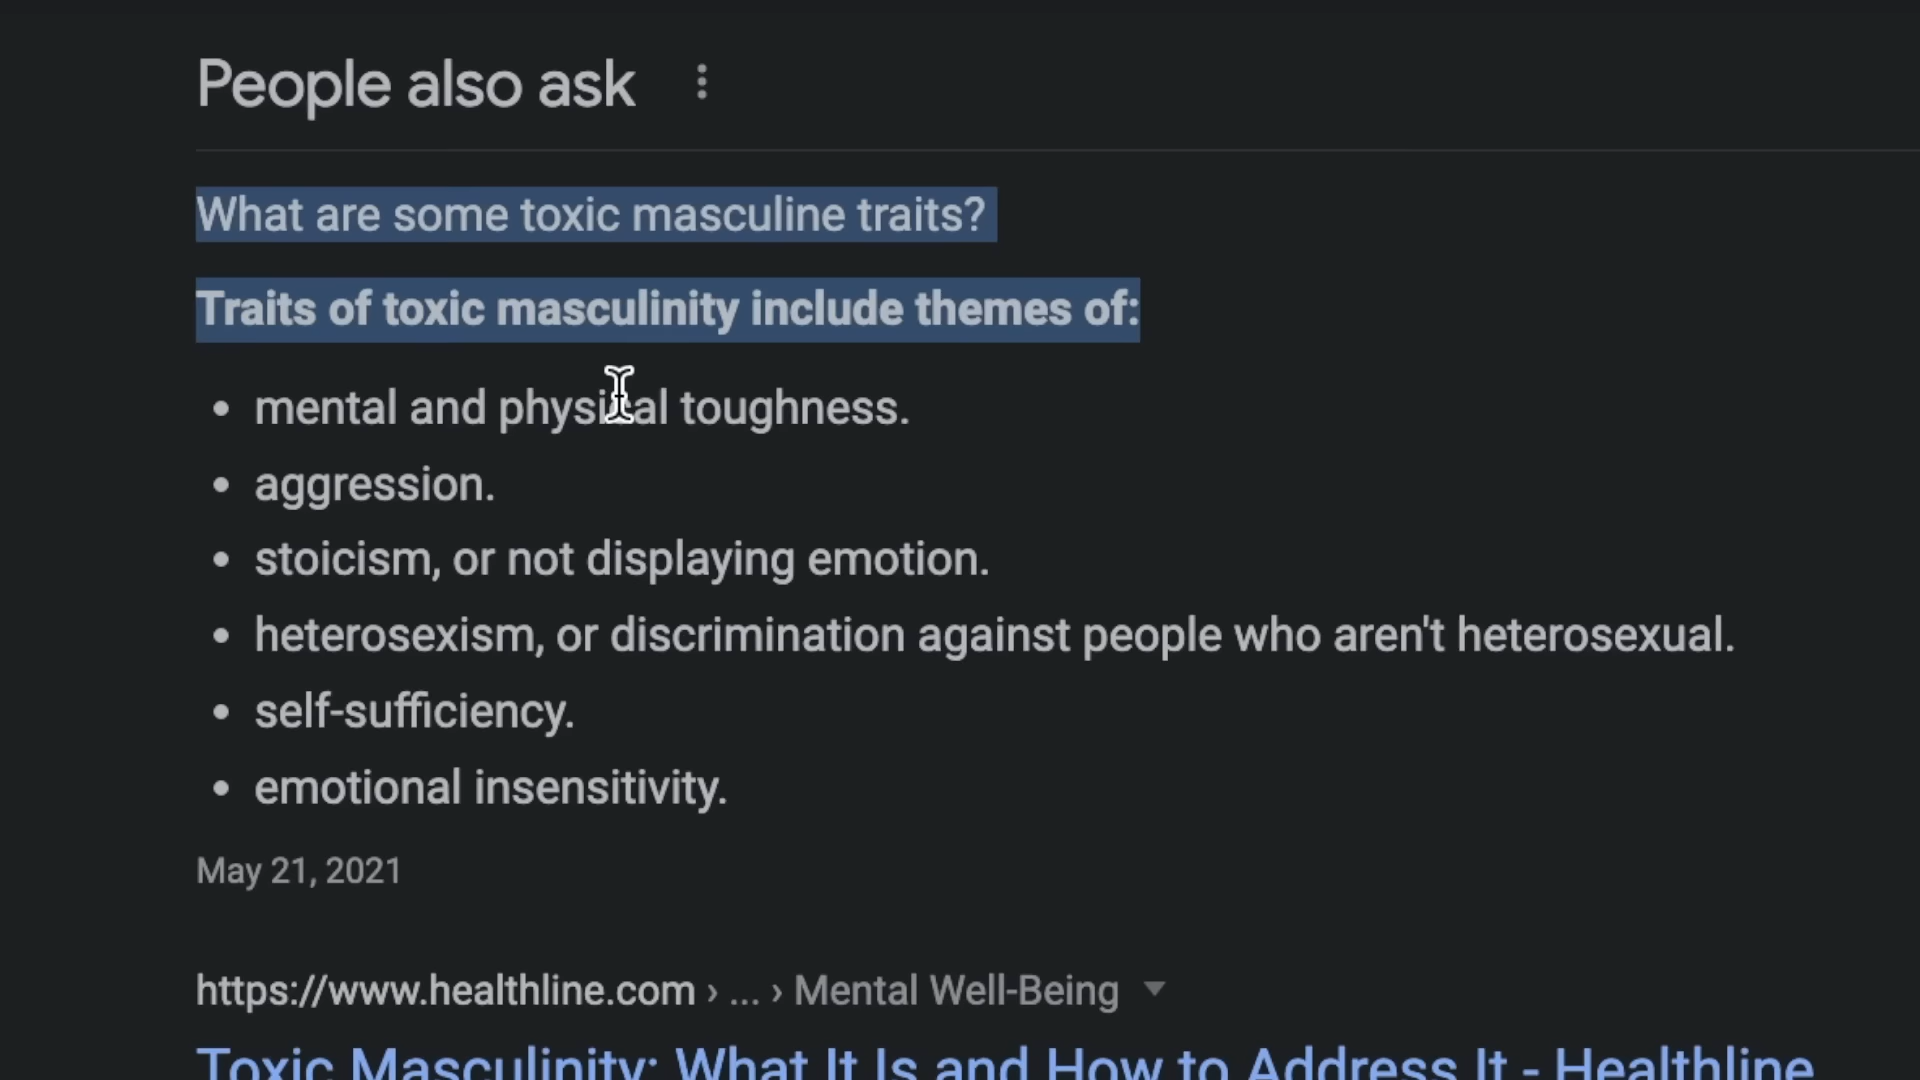 People also ask
What are some toxic masculine traits?
Traits of toxic masculinity include themes of:
• mental and physical toughness.
• aggression.
• stoicism, or not displaying emotion.
• heterosexism, or discrimination against people who aren't heterosexual.
• self-sufficiency.
• emotional insensitivity.
May 21, 2021
https://www.healthline.com › ... › Mental Well-Being
Toxic Masculinity: What It Is and How to Address It - Healthline